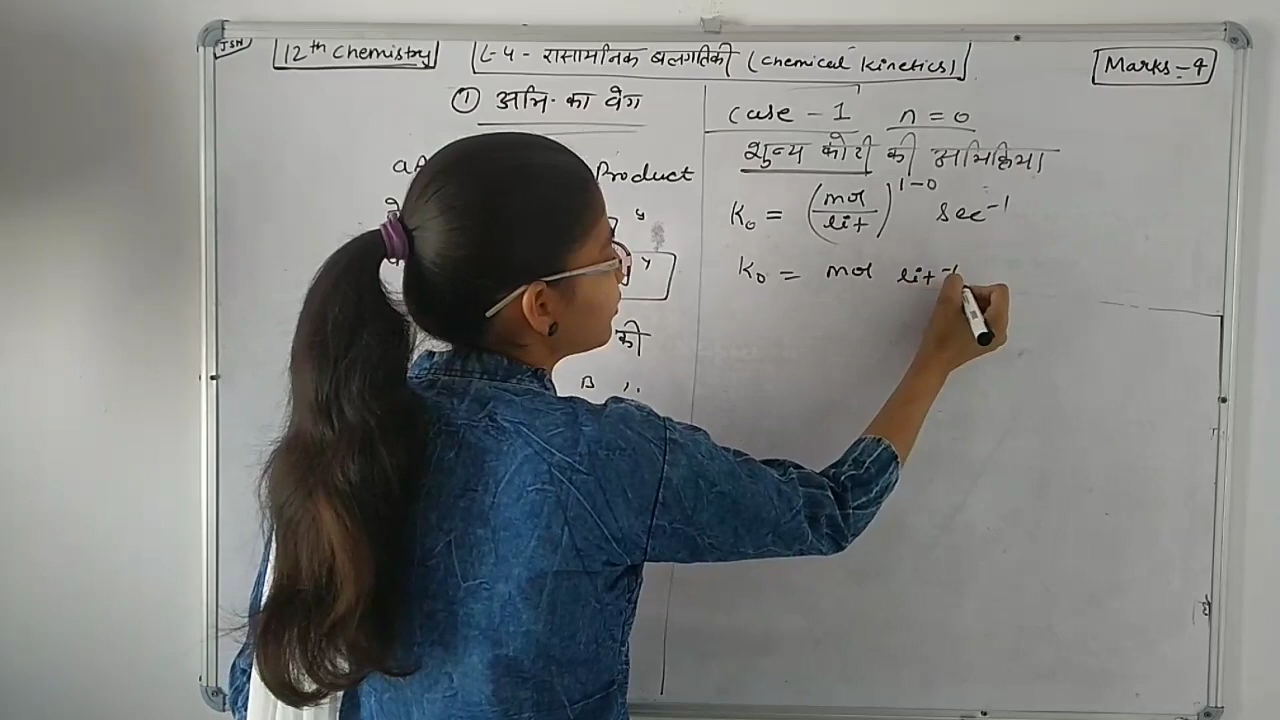 JSN
12th Chemistry
L-4 - रासायनिक बलगतिकी (Chemical Kinetics)
Marks - 4
① अभि. का वेग
aA
Product
y
y
की
B ,,
Case - 1 n = 0
शुन्य कोटी की अभिक्रिया
K₀ = (mol/lit)^1-0 sec⁻¹
K₀ = mol lit⁻¹